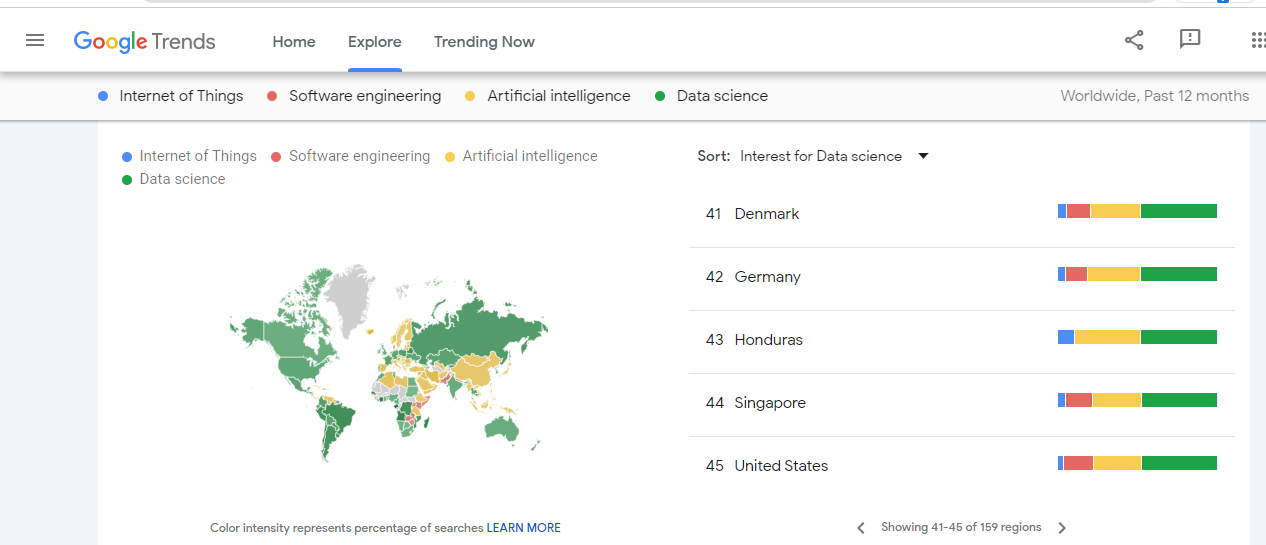 Google Trends Home Explore Trending Now
Internet of Things Software engineering Artificial intelligence Data science Worldwide, Past 12 months
Internet of Things Software engineering Artificial intelligence
Data science
Sort: Interest for Data science
41 Denmark
42 Germany
43 Honduras
44 Singapore
45 United States
Color intensity represents percentage of searches LEARN MORE
Showing 41-45 of 159 regions